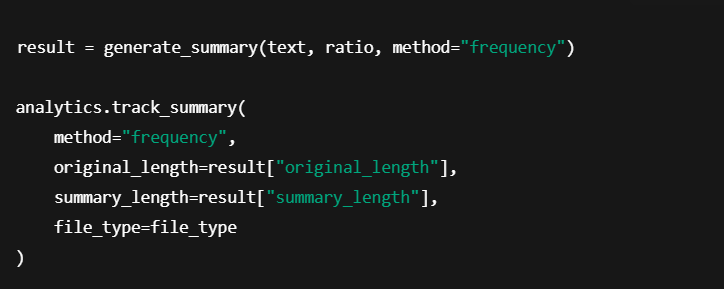 result = generate_summary(text, ratio, method="frequency")

analytics.track_summary(
    method="frequency",
    original_length=result["original_length"],
    summary_length=result["summary_length"],
    file_type=file_type
)